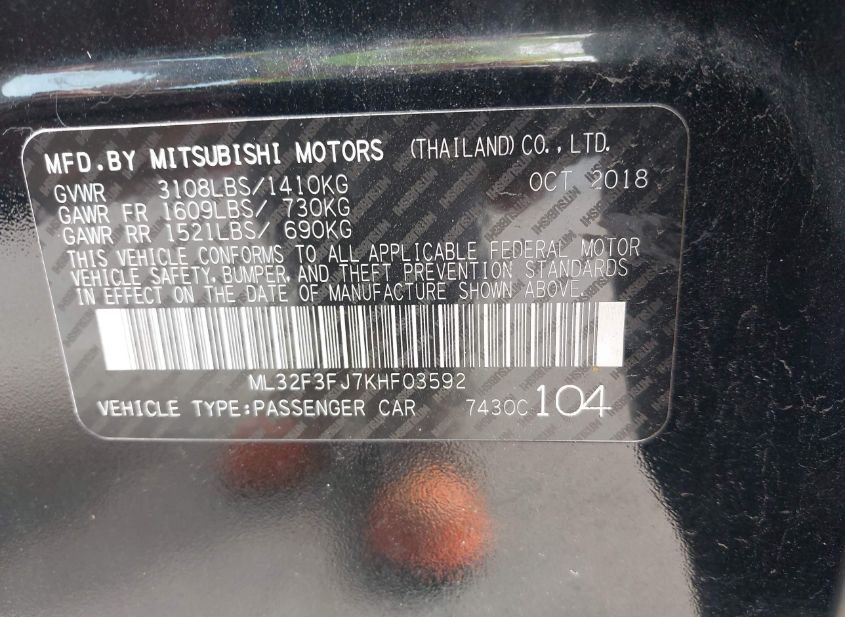 MFD.BY MITSUBISHI MOTORS (THAILAND) CO., LTD.
GVWR 3108LBS/1410KG OCT 2018
GAWR FR 1609LBS/ 730KG
GAWR RR 1521LBS/ 690KG
THIS VEHICLE CONFORMS TO ALL APPLICABLE FEDERAL MOTOR
VEHICLE SAFETY, BUMPER, AND THEFT PREVENTION STANDARDS
IN EFFECT ON THE DATE OF MANUFACTURE SHOWN ABOVE
ML32F3FJ7KHF03592
VEHICLE TYPE:PASSENGER CAR 7430C 104